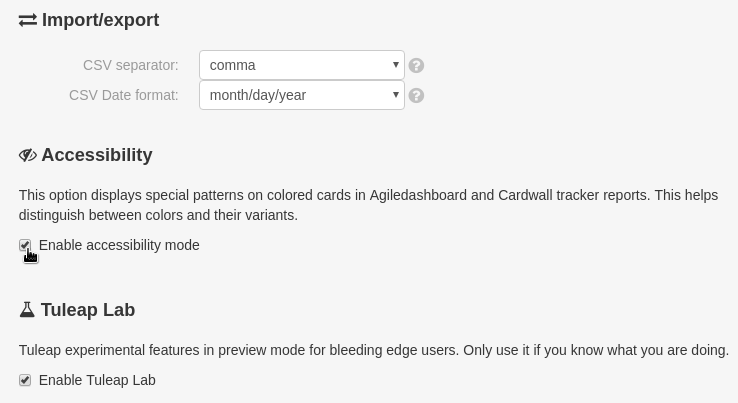 Import/export
CSV separator: comma
CSV Date format: month/day/year
Accessibility
This option displays special patterns on colored cards in Agiledashboard and Cardwall tracker reports. This helps
distinguish between colors and their variants.
Enable accessibility mode
Tuleap Lab
Tuleap experimental features in preview mode for bleeding edge users. Only use it if you know what you are doing.
Enable Tuleap Lab